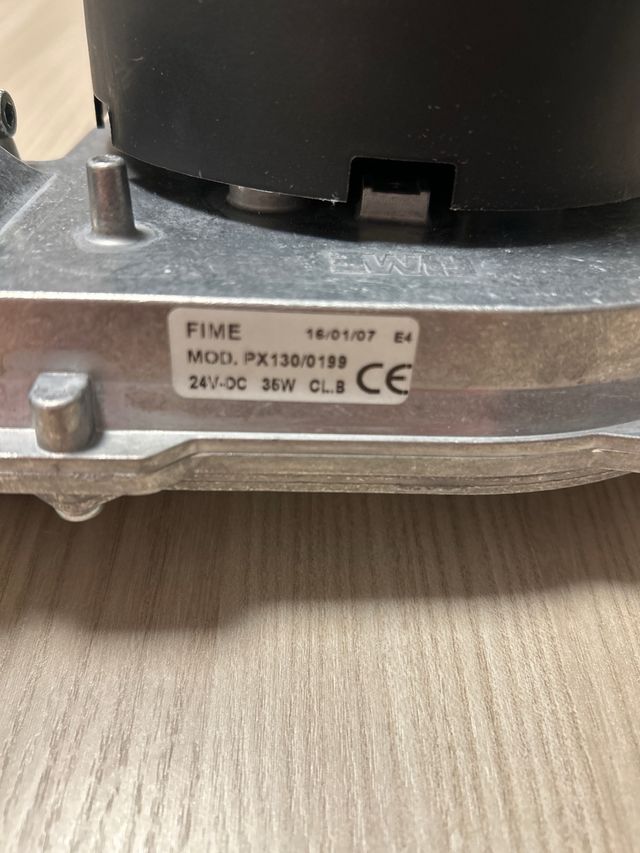 FIME 16/01/07 E4
MOD. PX130/0199
24V-DC 35W CL.B CE